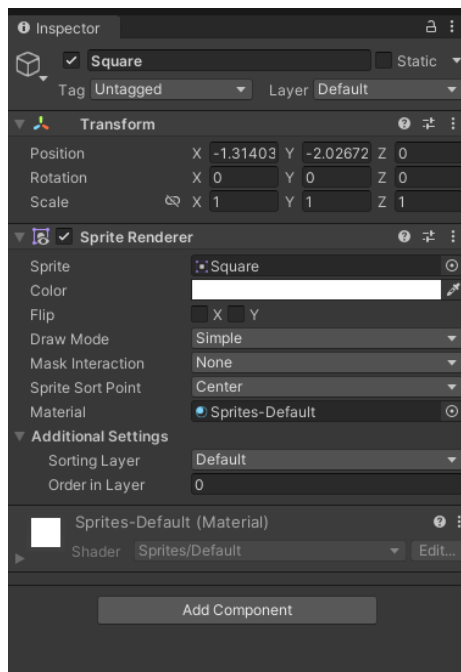 Inspector
Square Static
Tag Untagged Layer Default
Transform
Position X -1.31403 Y -2.02672 Z 0
Rotation X 0 Y 0 Z 0
Scale X 1 Y 1 Z 1
Sprite Renderer
Sprite Square
Color
Flip X Y
Draw Mode Simple
Mask Interaction None
Sprite Sort Point Center
Material Sprites-Default
Additional Settings
Sorting Layer Default
Order in Layer 0
Sprites-Default (Material)
Shader Sprites/Default Edit...
Add Component